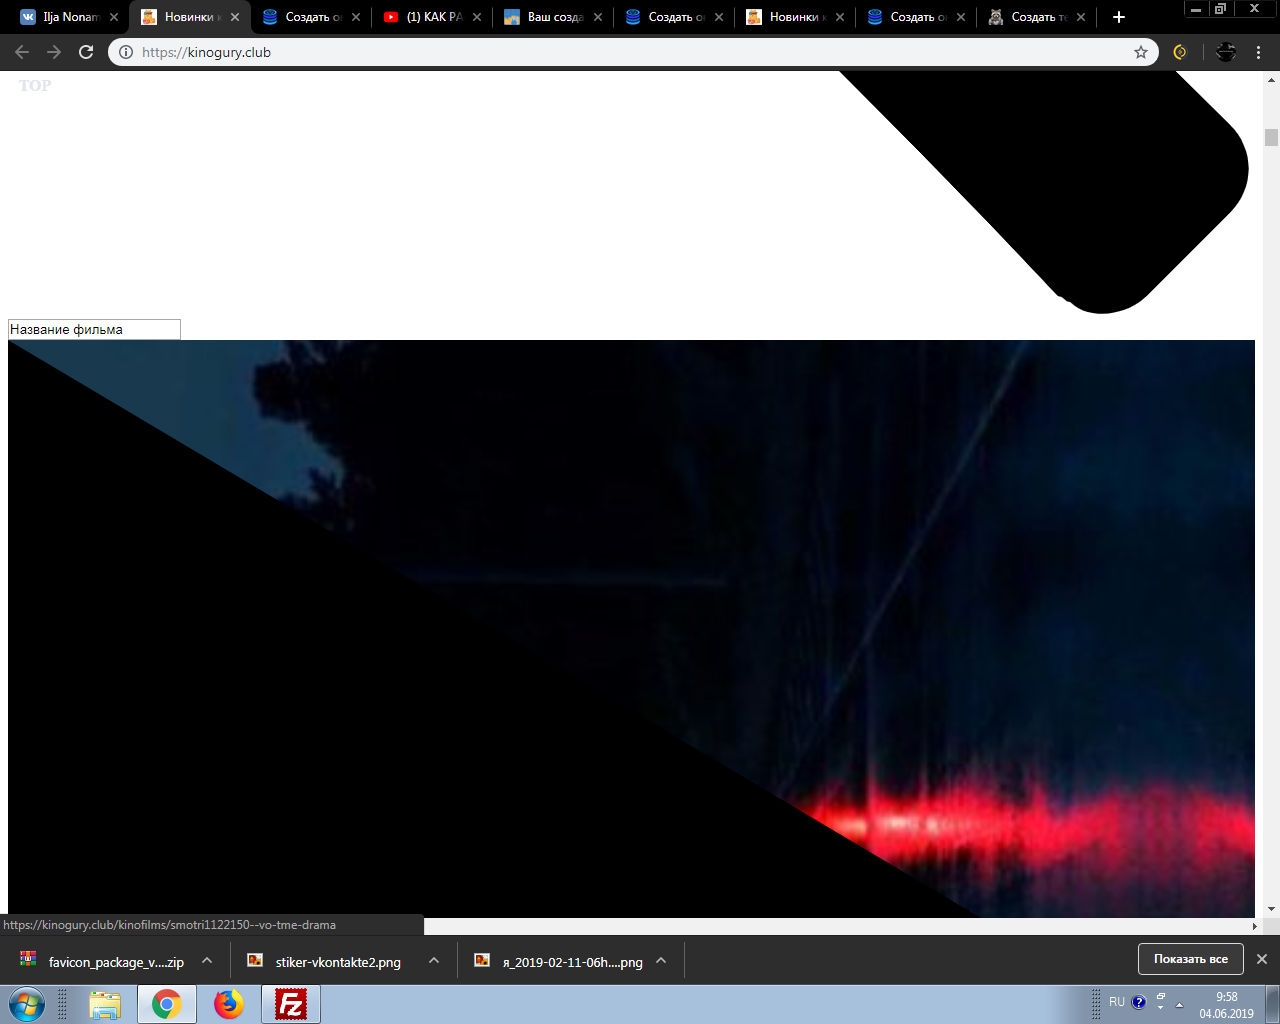 Ilja Nonam
Новинки к
Создать о
(1) КАК РА
Ваш созда
Создать о
Новинки к
Создать о
Создать те
https://kinogury.club
TOP
Название фильма
https://kinogury.club/kinofilms/smotri1122150--vo-tme-drama
favicon_package_v....zip
stiker-vkontakte2.png
я_2019-02-11-06h....png
Показать все
RU
9:58
04.06.2019